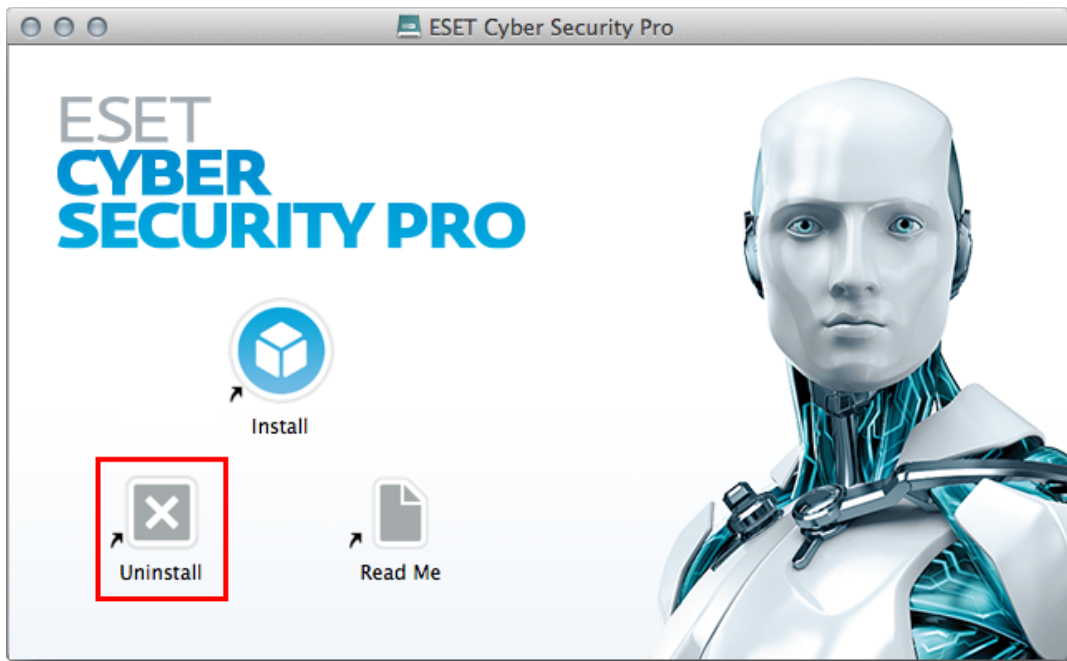 ESET Cyber Security Pro
ESET
CYBER
SECURITY PRO
Install
Uninstall
Read Me